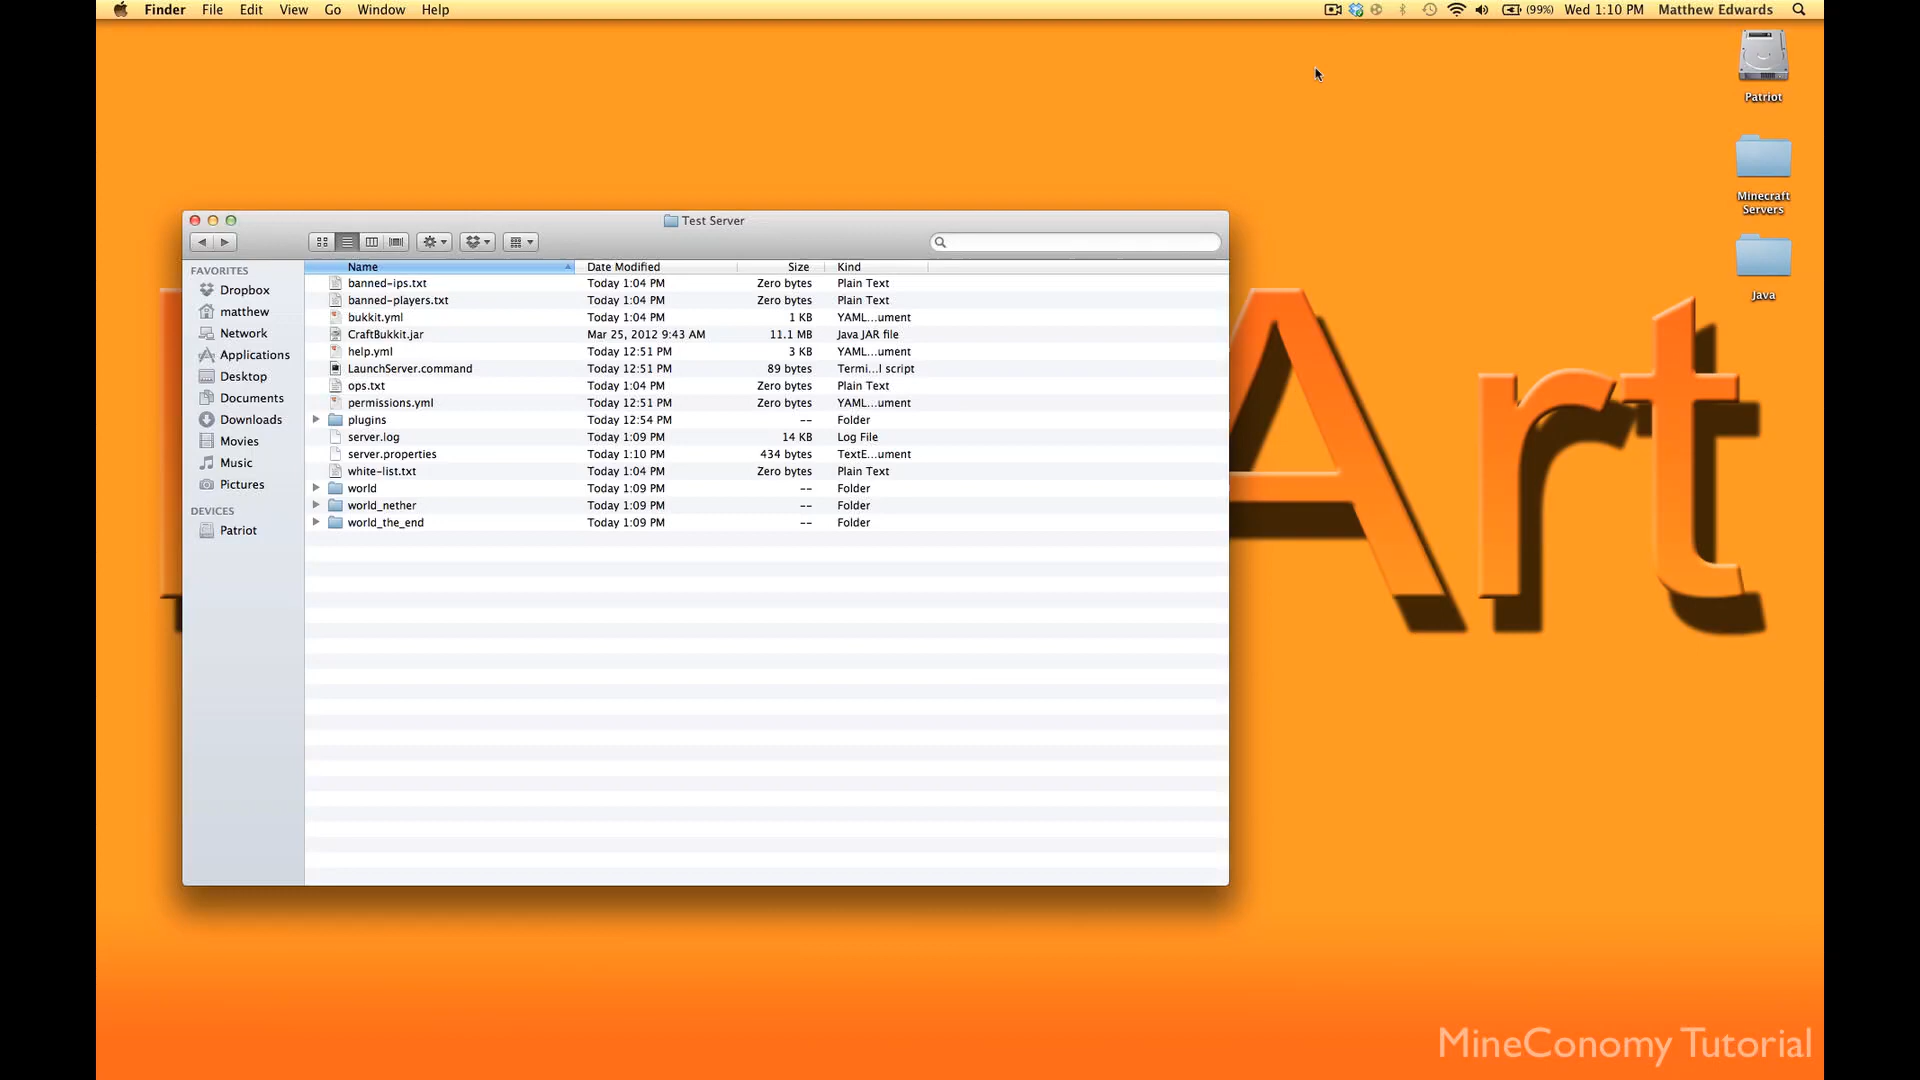 Finder File Edit View Go Window Help (99%) Wed 1:10 PM Matthew Edwards
Patriot
Minecraft
Servers
Java
Art
Test Server
FAVORITES
Dropbox
matthew
Network
Applications
Desktop
Documents
Downloads
Movies
Music
Pictures
DEVICES
Patriot
Name Date Modified Size Kind
banned-ips.txt Today 1:04 PM Zero bytes Plain Text
banned-players.txt Today 1:04 PM Zero bytes Plain Text
bukkit.yml Today 1:04 PM 1 KB YAML...ument
CraftBukkit.jar Mar 25, 2012 9:43 AM 11.1 MB Java JAR file
help.yml Today 12:51 PM 3 KB YAML...ument
LaunchServer.command Today 12:51 PM 89 bytes Termi...l script
ops.txt Today 1:04 PM Zero bytes Plain Text
permissions.yml Today 12:51 PM Zero bytes YAML...ument
plugins Today 12:54 PM -- Folder
server.log Today 1:09 PM 14 KB Log File
server.properties Today 1:10 PM 434 bytes TextE...ument
white-list.txt Today 1:04 PM Zero bytes Plain Text
world Today 1:09 PM -- Folder
world_nether Today 1:09 PM -- Folder
world_the_end Today 1:09 PM -- Folder
MineConomy Tutorial